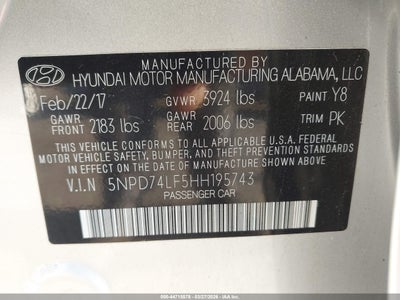 MANUFACTURED BY
HYUNDAI MOTOR MANUFACTURING ALABAMA, LLC
Feb/22/17 GVWR 3924 lbs PAINT Y8
GAWR FRONT 2183 lbs GAWR REAR 2006 lbs TRIM PK
THIS VEHICLE CONFORMS TO ALL APPLICABLE U.S.A FEDERAL
MOTOR VEHICLE SAFETY, BUMPER, AND THEFT PREVENTION STANDARDS
IN EFFECT ON THE DATE OF MANUFACTURE SHOWN ABOVE.
V.I.N 5NPD74LF5HH195743
PASSENGER CAR